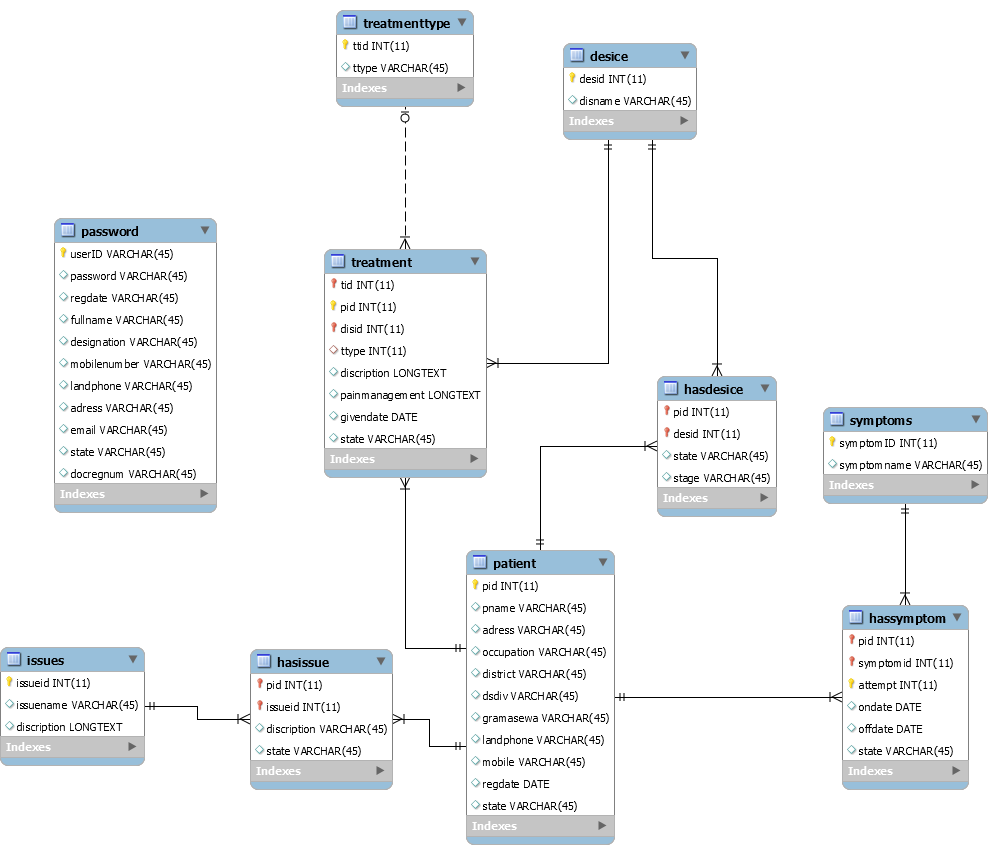 treatmenttype
ttid INT(11)
ttype VARCHAR(45)
Indexes
desice
desid INT(11)
disname VARCHAR(45)
Indexes
password
userID VARCHAR(45)
password VARCHAR(45)
regdate VARCHAR(45)
fullname VARCHAR(45)
designation VARCHAR(45)
mobilenumber VARCHAR(45)
landphone VARCHAR(45)
adress VARCHAR(45)
email VARCHAR(45)
state VARCHAR(45)
docregnum VARCHAR(45)
Indexes
treatment
tid INT(11)
pid INT(11)
disid INT(11)
ttype INT(11)
discription LONGTEXT
painmanagement LONGTEXT
givendate DATE
state VARCHAR(45)
Indexes
hasdesice
pid INT(11)
desid INT(11)
state VARCHAR(45)
stage VARCHAR(45)
Indexes
symptoms
symptomID INT(11)
symptomname VARCHAR(45)
Indexes
patient
pid INT(11)
pname VARCHAR(45)
adress VARCHAR(45)
occupation VARCHAR(45)
district VARCHAR(45)
dsdiv VARCHAR(45)
gramasewa VARCHAR(45)
landphone VARCHAR(45)
mobile VARCHAR(45)
regdate DATE
state VARCHAR(45)
Indexes
hassymptom
pid INT(11)
symptomid INT(11)
attempt INT(11)
ondate DATE
offdate DATE
state VARCHAR(45)
Indexes
issues
issueid INT(11)
issuename VARCHAR(45)
discription LONGTEXT
Indexes
hasissue
pid INT(11)
issueid INT(11)
discription VARCHAR(45)
state VARCHAR(45)
Indexes